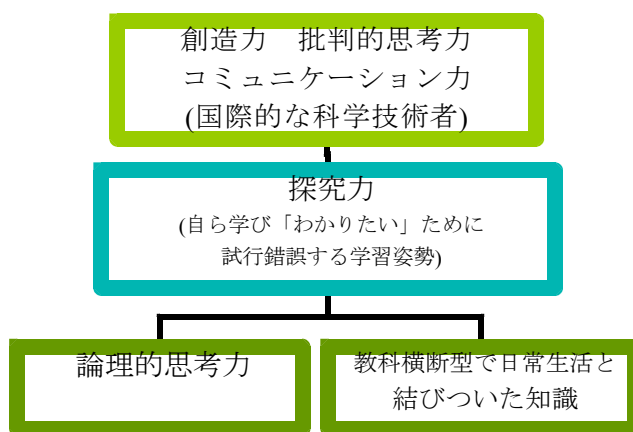 創造力　批判的思考力
コミュニケーション力
(国際的な科学技術者)
探究力
(自ら学び「わかりたい」ために
試行錯誤する学習姿勢)
論理的思考力
教科横断型で日常生活と
結びついた知識